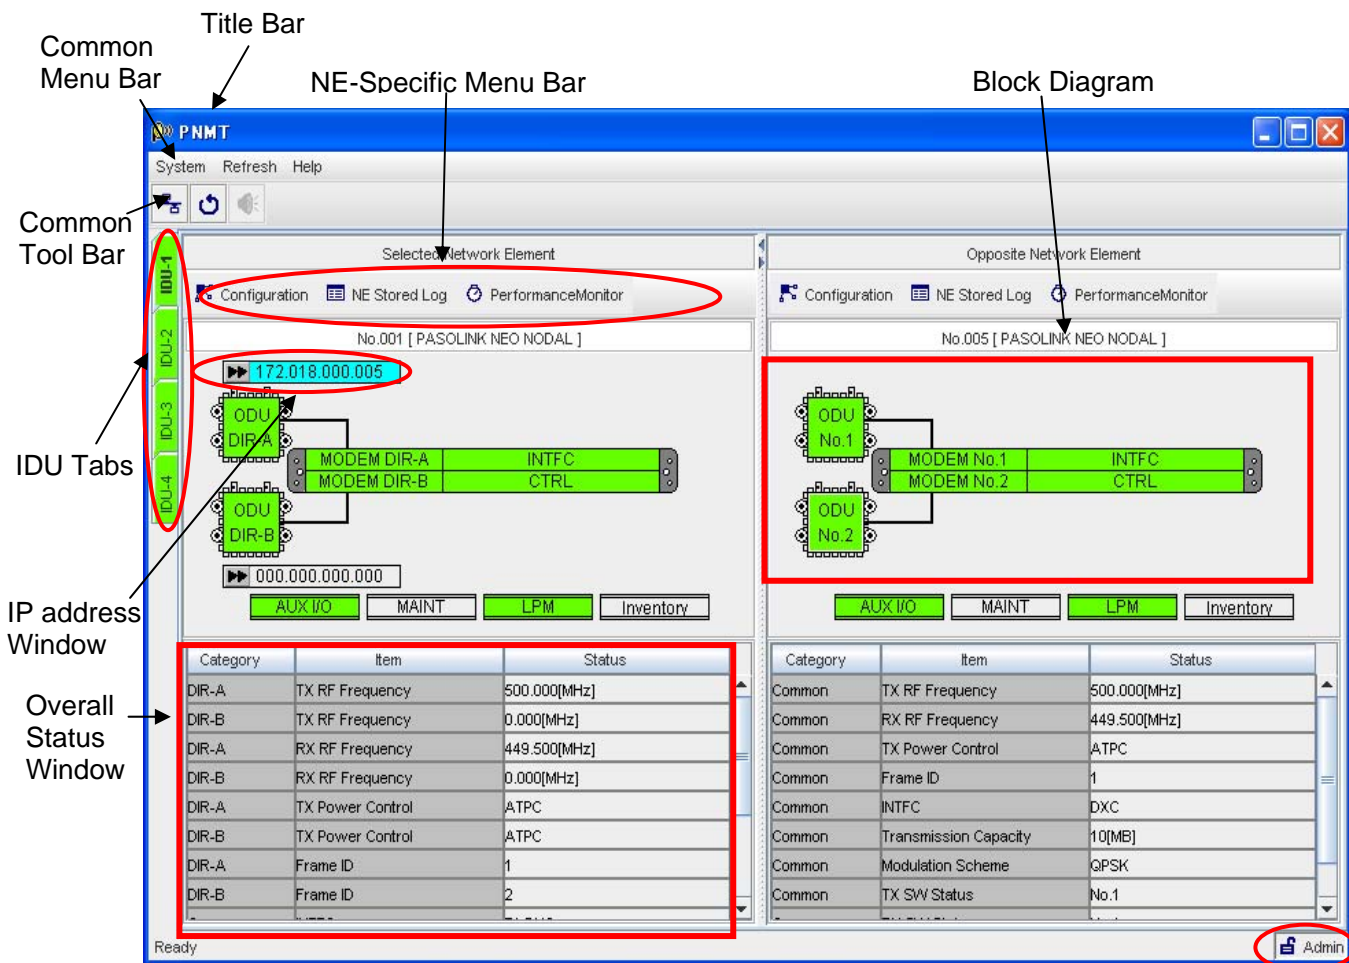 Title Bar
Common
Menu Bar
NE-Specific Menu Bar
Block Diagram
PNMT
System Refresh Help
Common
Tool Bar
IDU-1
IDU-2
IDU-3
IDU-4
IDU Tabs
Selected Network Element
Configuration NE Stored Log PerformanceMonitor
No.001 [ PASOLINK NEO NODAL ]
172.018.000.005
ODU
DIR-A
MODEM DIR-A INTFC
MODEM DIR-B CTRL
ODU
DIR-B
000.000.000.000
AUX I/O MAINT LPM Inventory
Opposite Network Element
Configuration NE Stored Log PerformanceMonitor
No.005 [ PASOLINK NEO NODAL ]
ODU
No.1
MODEM No.1 INTFC
MODEM No.2 CTRL
ODU
No.2
AUX I/O MAINT LPM Inventory
IP address
Window
Overall
Status
Window
Category Item Status
DIR-A TX RF Frequency 500.000[MHz]
DIR-B TX RF Frequency 0.000[MHz]
DIR-A RX RF Frequency 449.500[MHz]
DIR-B RX RF Frequency 0.000[MHz]
DIR-A TX Power Control ATPC
DIR-B TX Power Control ATPC
DIR-A Frame ID 1
DIR-B Frame ID 2
Category Item Status
Common TX RF Frequency 500.000[MHz]
Common RX RF Frequency 449.500[MHz]
Common TX Power Control ATPC
Common Frame ID 1
Common INTFC DXC
Common Transmission Capacity 10[MB]
Common Modulation Scheme QPSK
Common TX SW Status No.1
Ready
Admin